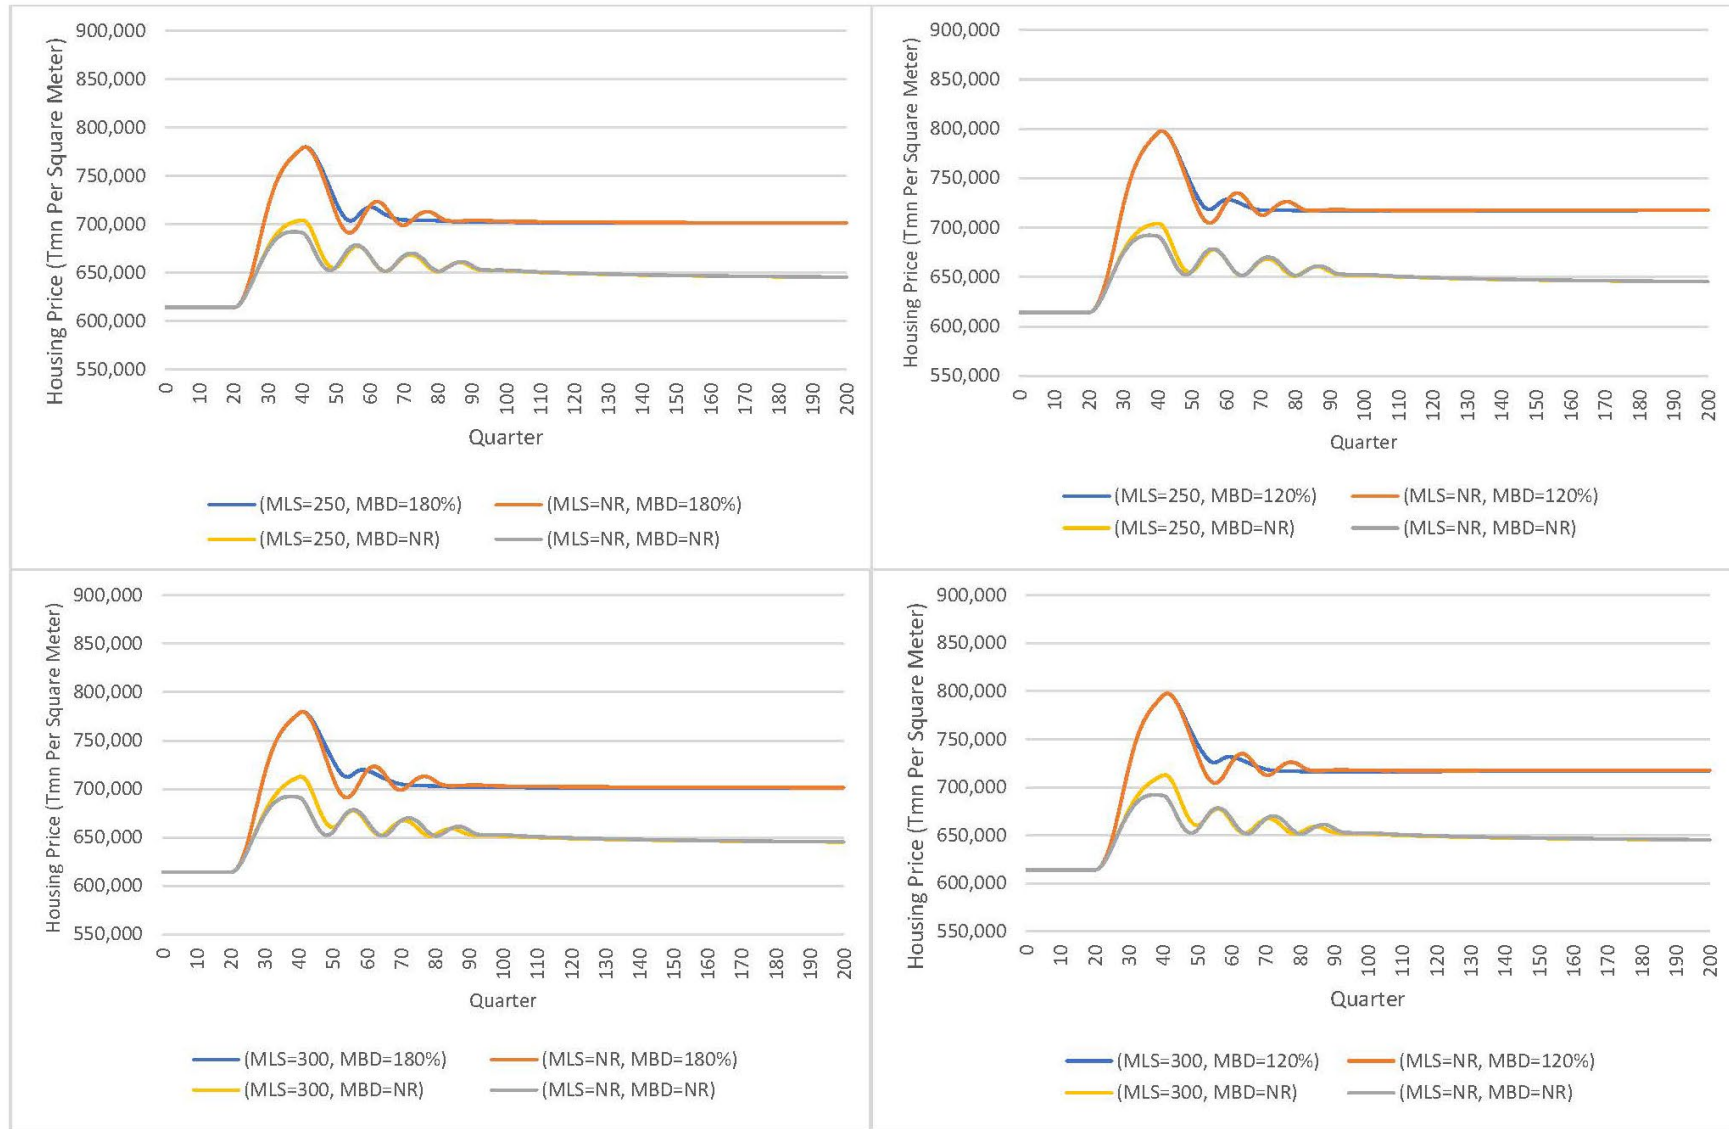 Housing Price (Tmn Per Square Meter)
900,000
850,000
800,000
750,000
700,000
650,000
600,000
550,000
0 10 20 30 40 50 60 70 80 90 100 110 120 130 140 150 160 170 180 190 200
Quarter
(MLS=250, MBD=180%) (MLS=NR, MBD=180%)
(MLS=250, MBD=NR) (MLS=NR, MBD=NR)
Housing Price (Tmn Per Square Meter)
900,000
850,000
800,000
750,000
700,000
650,000
600,000
550,000
0 10 20 30 40 50 60 70 80 90 100 110 120 130 140 150 160 170 180 190 200
Quarter
(MLS=250, MBD=120%) (MLS=NR, MBD=120%)
(MLS=250, MBD=NR) (MLS=NR, MBD=NR)
Housing Price (Tmn Per Square Meter)
900,000
850,000
800,000
750,000
700,000
650,000
600,000
550,000
0 10 20 30 40 50 60 70 80 90 100 110 120 130 140 150 160 170 180 190 200
Quarter
(MLS=300, MBD=180%) (MLS=NR, MBD=180%)
(MLS=300, MBD=NR) (MLS=NR, MBD=NR)
Housing Price (Tmn Per Square Meter)
900,000
850,000
800,000
750,000
700,000
650,000
600,000
550,000
0 10 20 30 40 50 60 70 80 90 100 110 120 130 140 150 160 170 180 190 200
Quarter
(MLS=300, MBD=120%) (MLS=NR, MBD=120%)
(MLS=300, MBD=NR) (MLS=NR, MBD=NR)